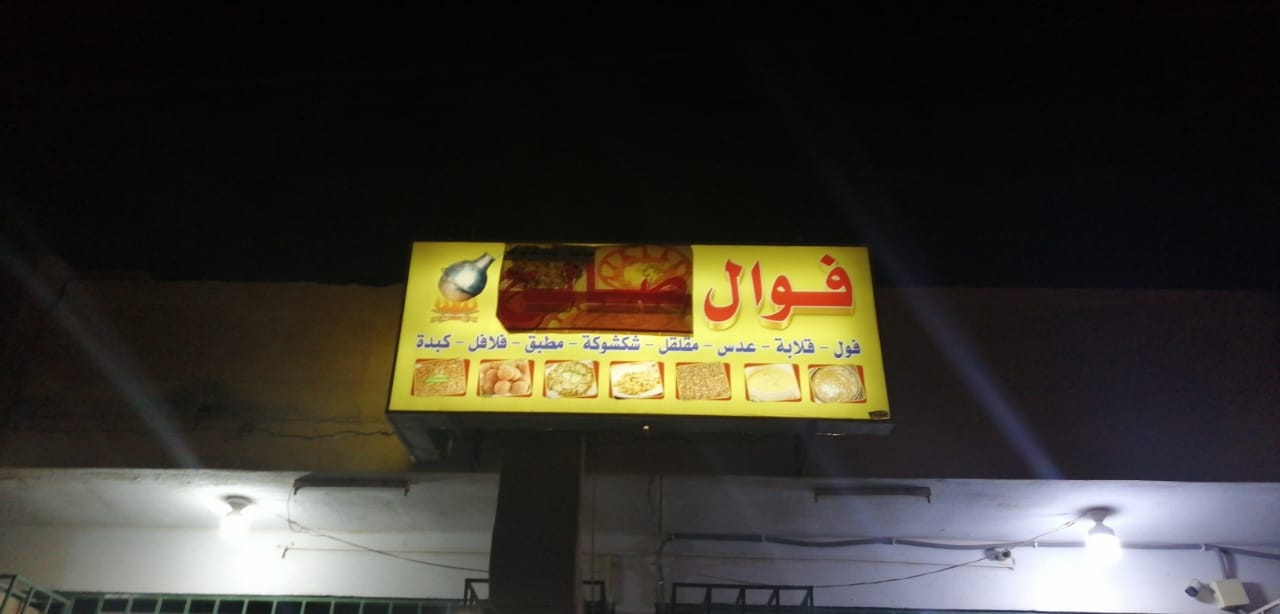 فوال
فول - قلابة - عدس - مقلقل - شكشوكة - مطبق - فلافل - كبدة